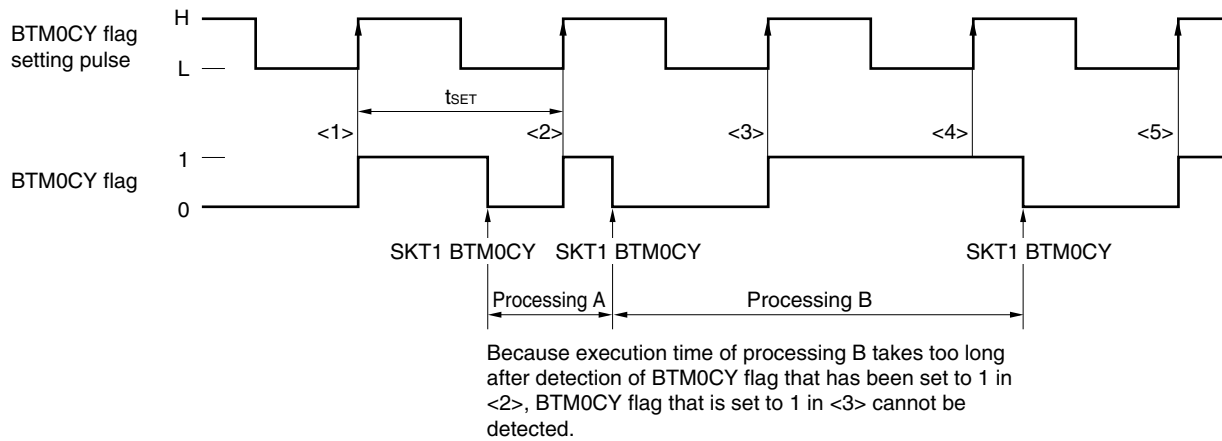 BTM0CY flag
setting pulse
H
L
tSET
<1>
<2>
<3>
<4>
<5>
BTM0CY flag
1
0
SKT1 BTM0CY
SKT1 BTM0CY
SKT1 BTM0CY
Processing A
Processing B
Because execution time of processing B takes too long
after detection of BTM0CY flag that has been set to 1 in
<2>, BTM0CY flag that is set to 1 in <3> cannot be
detected.